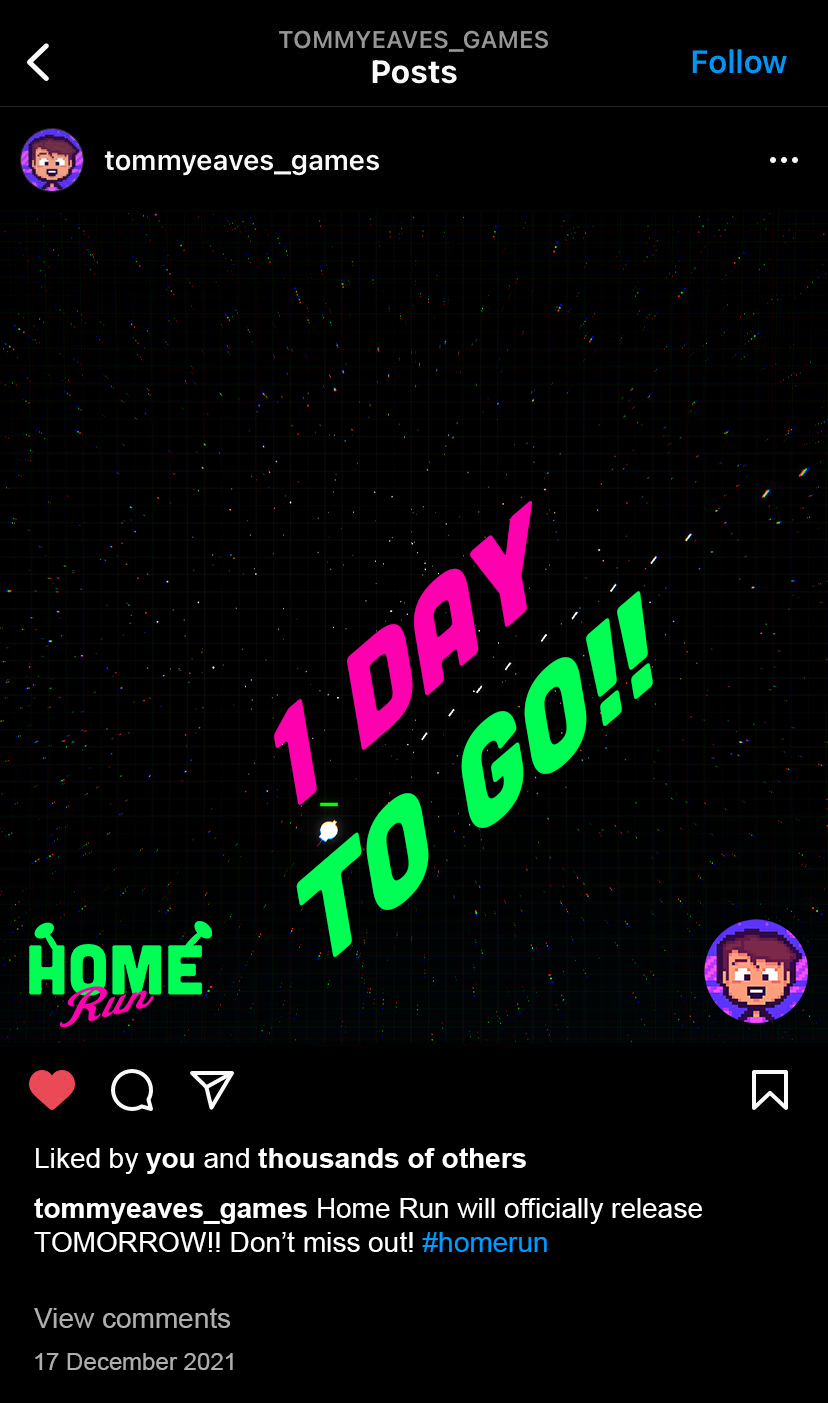 TOMMYEAVES_GAMES
Posts
Follow
tommyeaves_games
1 DAY
TO GO!!
HOME
Run
Liked by you and thousands of others
tommyeaves_games Home Run will officially release
TOMORROW!! Don’t miss out! #homerun
View comments
17 December 2021